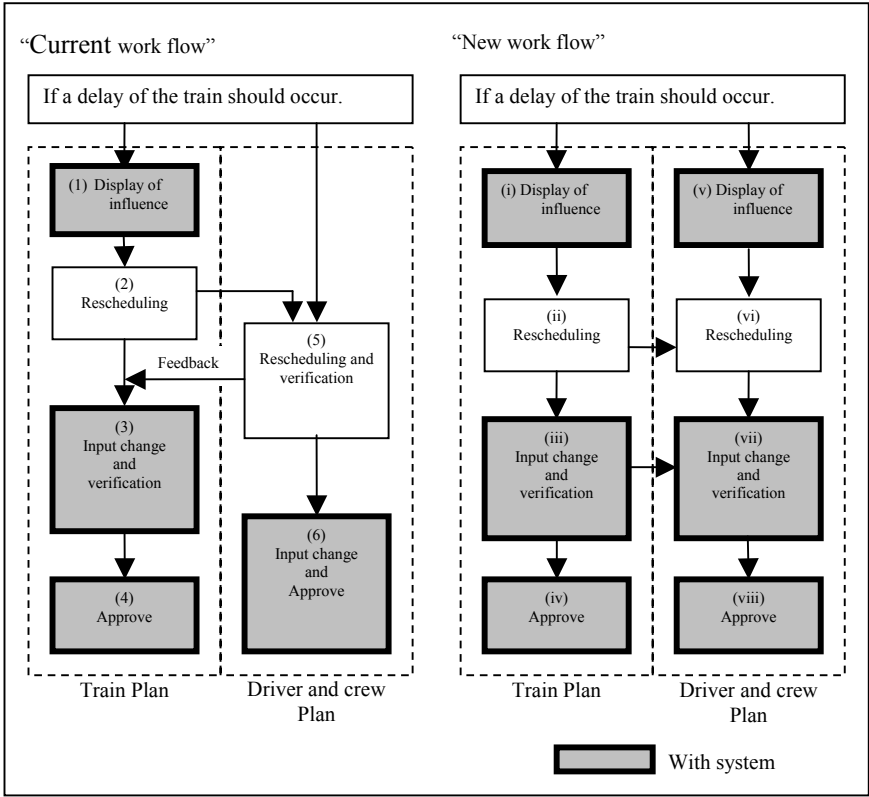 “Current work flow”
If a delay of the train should occur.
(1) Display of
influence
(2)
Rescheduling
Feedback
(3)
Input change
and
verification
(4)
Approve
(5)
Rescheduling and
verification
(6)
Input change
and
Approve
Train Plan
Driver and crew
Plan
“New work flow”
If a delay of the train should occur.
(i) Display of
influence
(ii)
Rescheduling
(iii)
Input change
and
verification
(iv)
Approve
(v) Display of
influence
(vi)
Rescheduling
(vii)
Input change
and
verification
(viii)
Approve
Train Plan
Driver and crew
Plan
With system